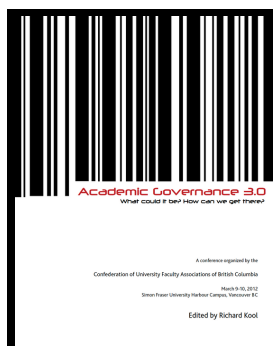 Academic Governance 3.0
What could it be? How can we get there?
A conference organized by the
Confederation of University Faculty Associations of British Columbia
March 9-10, 2012
Simon Fraser University Harbour Campus, Vancouver BC
Edited by Richard Kool